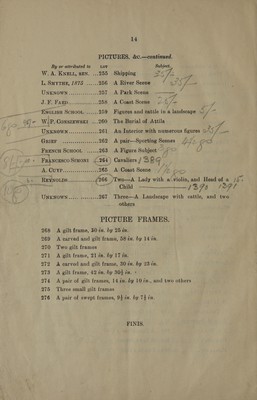 14
PICTURES, &c.—continued
By or attributed to Lot Subject
W. A. KNELL, SEN. ...255 Shipping
L. SMYTHE, 1875 ......256 A River Scene
UNKNOWN ..................257 A Park Scene
J. F. ..................258 A Coast Scene
ENGLISH SCHOOL ......259 Figures and cattle in a landscape
W. P. CORSIEWSKI ...260 The Burial of Attila
UNKNOWN ..................261 An Interior with numerous figures
GREIF ..................262 A pair—Sporting Scenes
FRENCH SCHOOL ......263 A Figure Subject
FRANCESCO SCHONI 264 Cavaliers
A. CUYP..................265 A Coast Scene
REYNOLDS ...............266 Two—A Lady with a violin, and Head of a
Child
UNKNOWN ...............267 Three—A Landscape with cattle, and two
others
PICTURE FRAMES.
268 A gilt frame, 30 in. by 25 in.
269 A carved and gilt frame, 58 in. by 14 in.
270 Two gilt frames
271 A gilt frame, 21 in. by 17 in.
272 A carved and gilt frame, 30 in. by 23 in.
273 A gilt frame, 42 in. by 36½ in.
274 A pair of gilt frames, 14 in. by 10 in., and two others
275 Three small gilt frames
276 A pair of swept frames, 9½ in. by 7½ in.
FINIS.